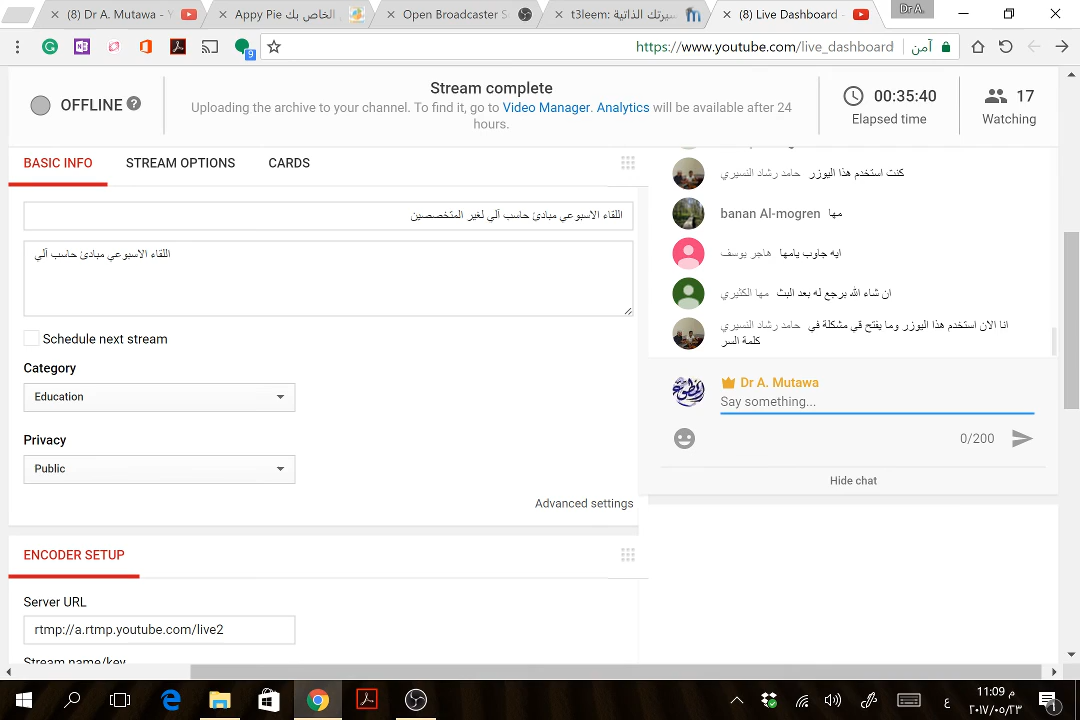 (8) Dr A. Mutawa - Y
Appy Pie الخاص بك
Open Broadcaster S
t3leem: سيرتك الذاتية
(8) Live Dashboard -
Dr A.
https://www.youtube.com/live_dashboard
آمن
9
OFFLINE ?
Stream complete
Uploading the archive to your channel. To find it, go to Video Manager. Analytics will be available after 24
hours.
00:35:40
Elapsed time
17
Watching
BASIC INFO
STREAM OPTIONS
CARDS
اللقاء الاسبوعي مبادئ حاسب آلي لغير المتخصصين
اللقاء الاسبوعي مبادئ حاسب آلي
Schedule next stream
Category
Education
Privacy
Public
Advanced settings
ENCODER SETUP
Server URL
rtmp://a.rtmp.youtube.com/live2
Stream name/key
حامد رشاد النسيري كنت استخدم هذا اليوزر
banan Al-mogren مها
هاجر يوسف ايه جاوب يامها
مها الكثيري ان شاء الله برجع له بعد البث
حامد رشاد النسيري انا الان استخدم هذا اليوزر وما يفتح قي مشكلة في
كلمة السر
Dr A. Mutawa
Say something...
0/200
Hide chat
ع
11:09 م
٢٠١٧/٠٥/٢٣
1